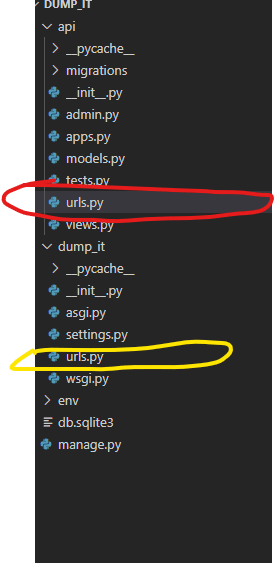 DUMP_IT
api
__pycache__
migrations
__init__.py
admin.py
apps.py
models.py
tests.py
urls.py
views.py
dump_it
__pycache__
__init__.py
asgi.py
settings.py
urls.py
wsgi.py
env
db.sqlite3
manage.py